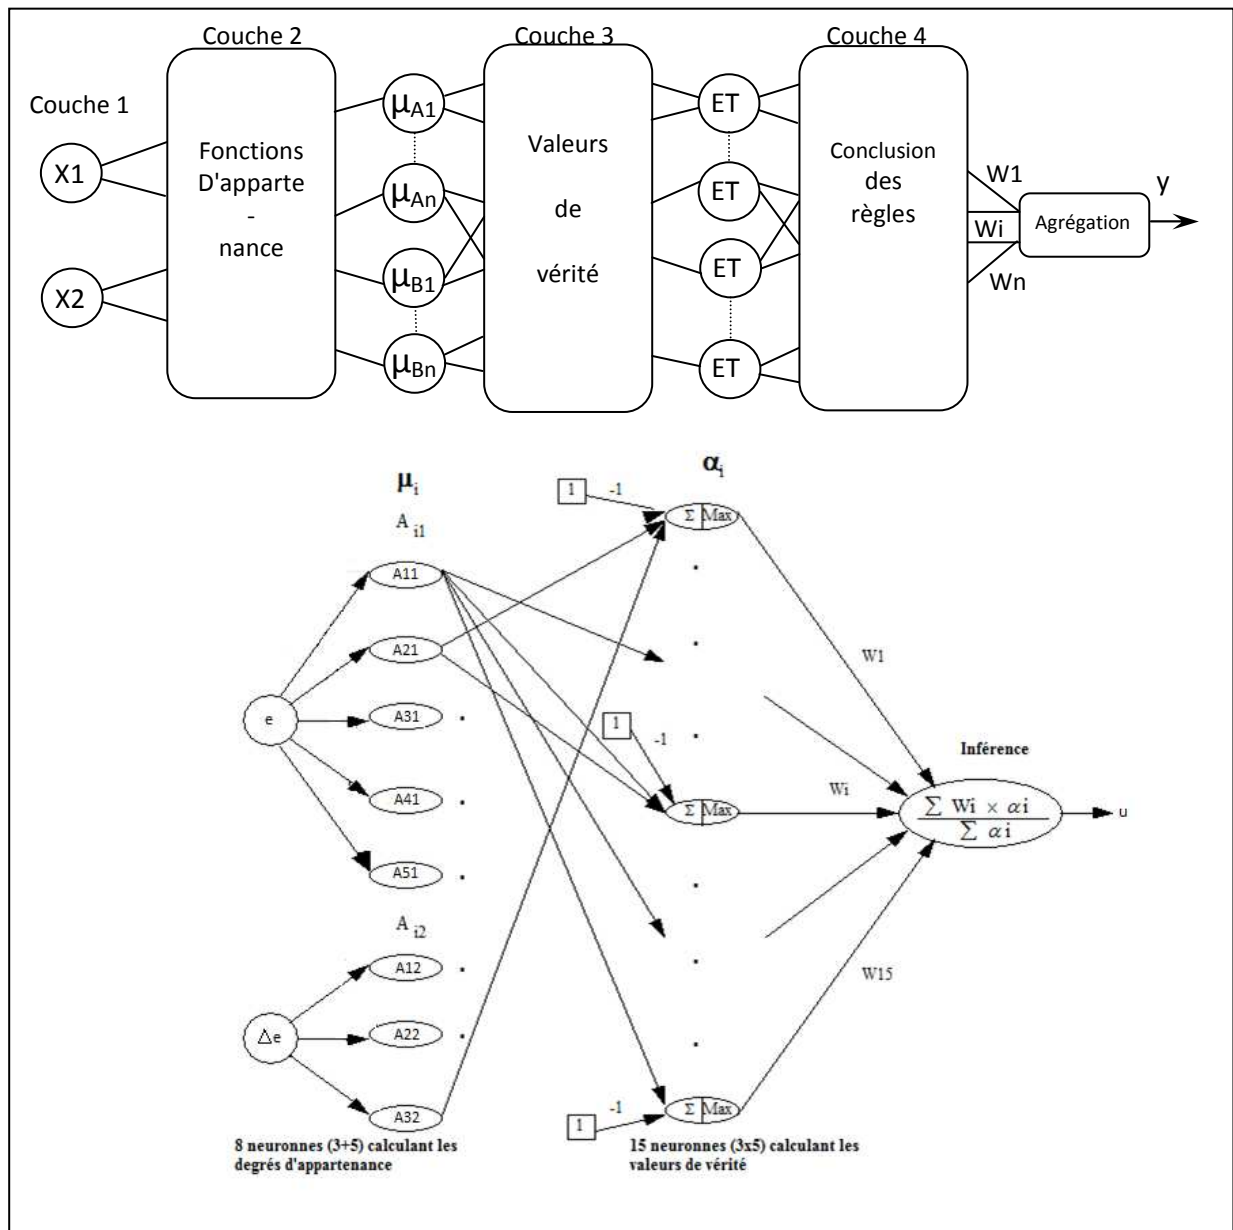 Couche 2
Couche 3
Couche 4
Couche 1
X1
X2
Fonctions
D'apparte
-
nance
μA1
μAn
μB1
μBn
Valeurs
de
vérité
ET
ET
ET
ET
Conclusion
des
règles
W1
Wi
Wn
Agrégation
y
μi
A i1
A11
A21
A31
A41
A51
A i2
A12
A22
A32
e
Δe
αi
1
-1
Σ Max
1
-1
Σ Max
1
-1
Σ Max
W1
Wi
W15
Inférence
Σ Wi × αi
Σ αi
u
8 neuronnes (3+5) calculant les
degrés d'appartenance
15 neuronnes (3x5) calculant les
valeurs de vérité